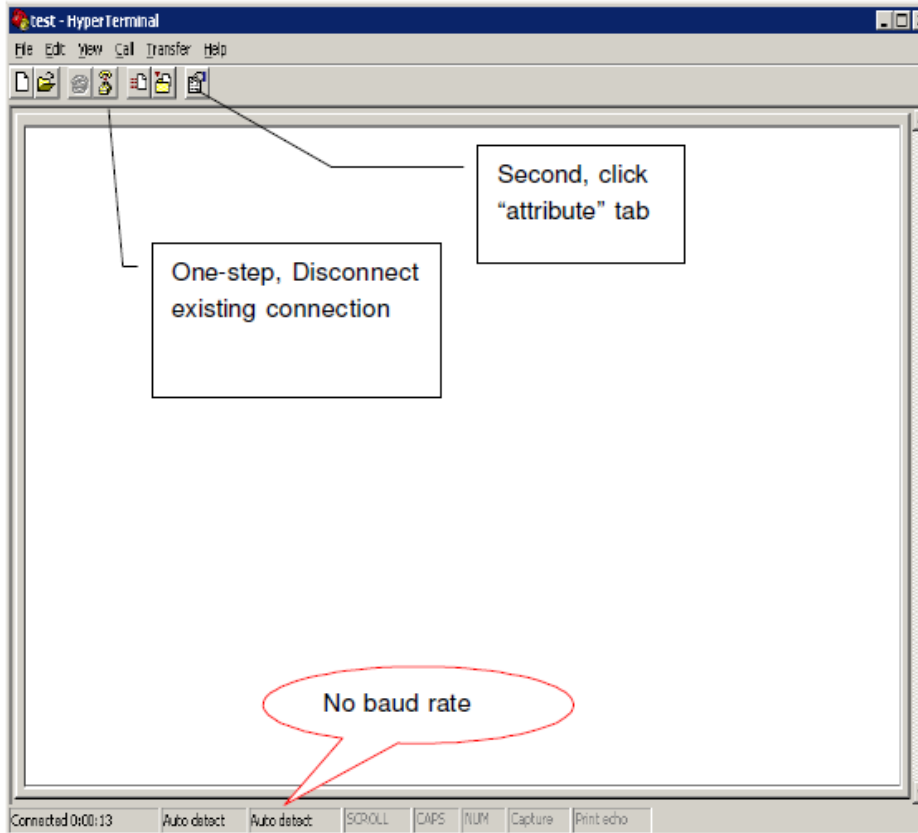 test - HyperTerminal
File Edit View Call Transfer Help
Second, click
“attribute” tab
One-step, Disconnect
existing connection
No baud rate
Connected 0:00:13 Auto detect Auto detect SCROLL CAPS NUM Capture Print echo